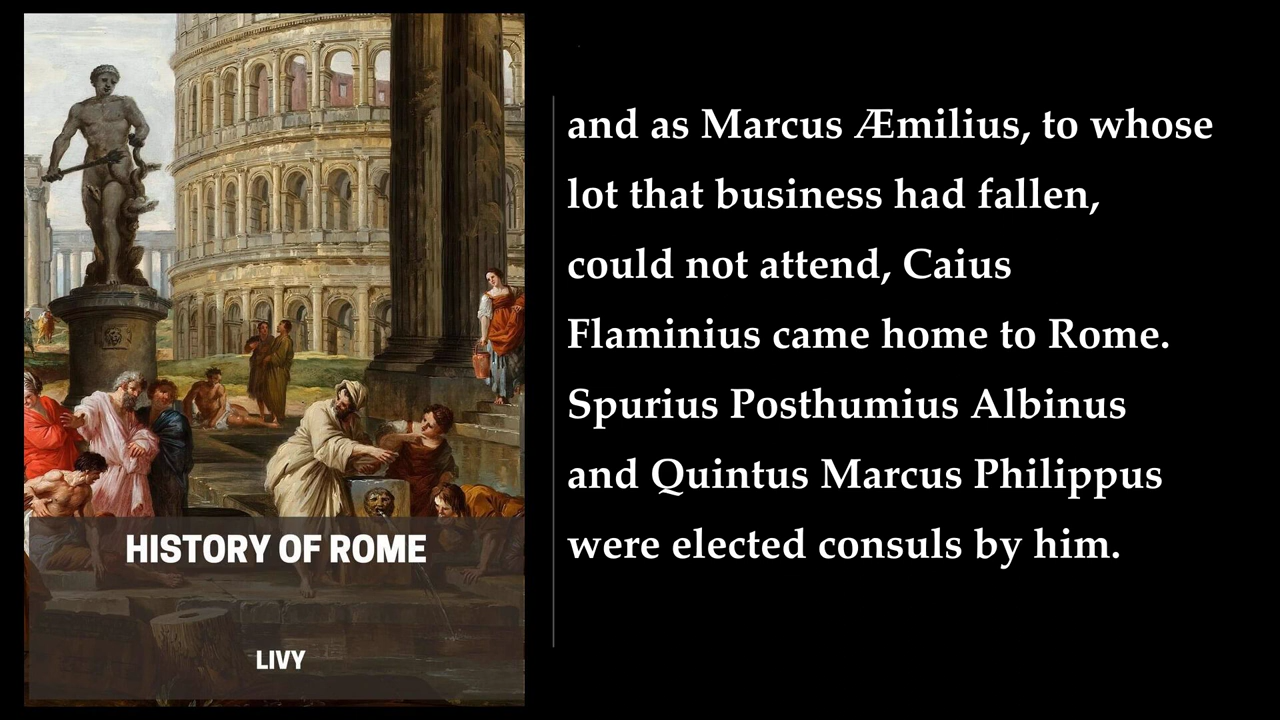 HISTORY OF ROME
LIVY
and as Marcus Æmilius, to whose
lot that business had fallen,
could not attend, Caius
Flaminius came home to Rome.
Spurius Posthumius Albinus
and Quintus Marcus Philippus
were elected consuls by him.